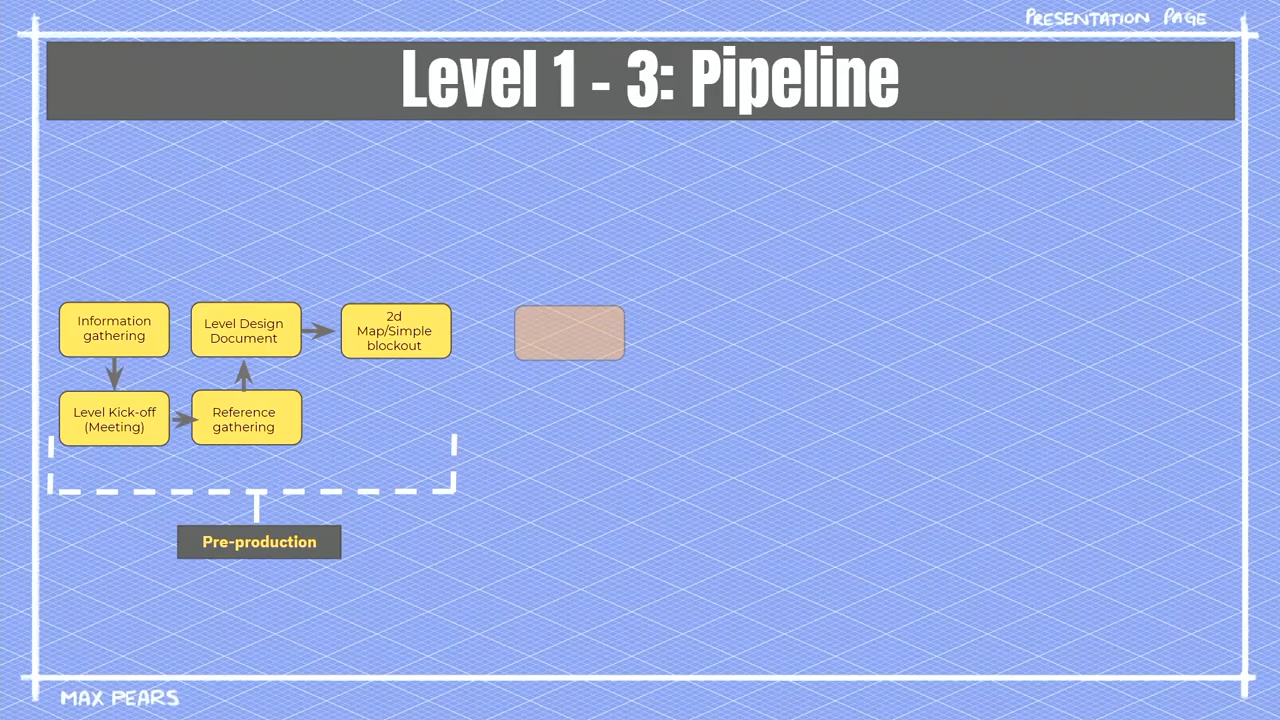 PRESENTATION PAGE
Level 1 - 3: Pipeline
Information
gathering
Level Kick-off
(Meeting)
Reference
gathering
Level Design
Document
2d
Map/Simple
blockout
Pre-production
MAX PEARS